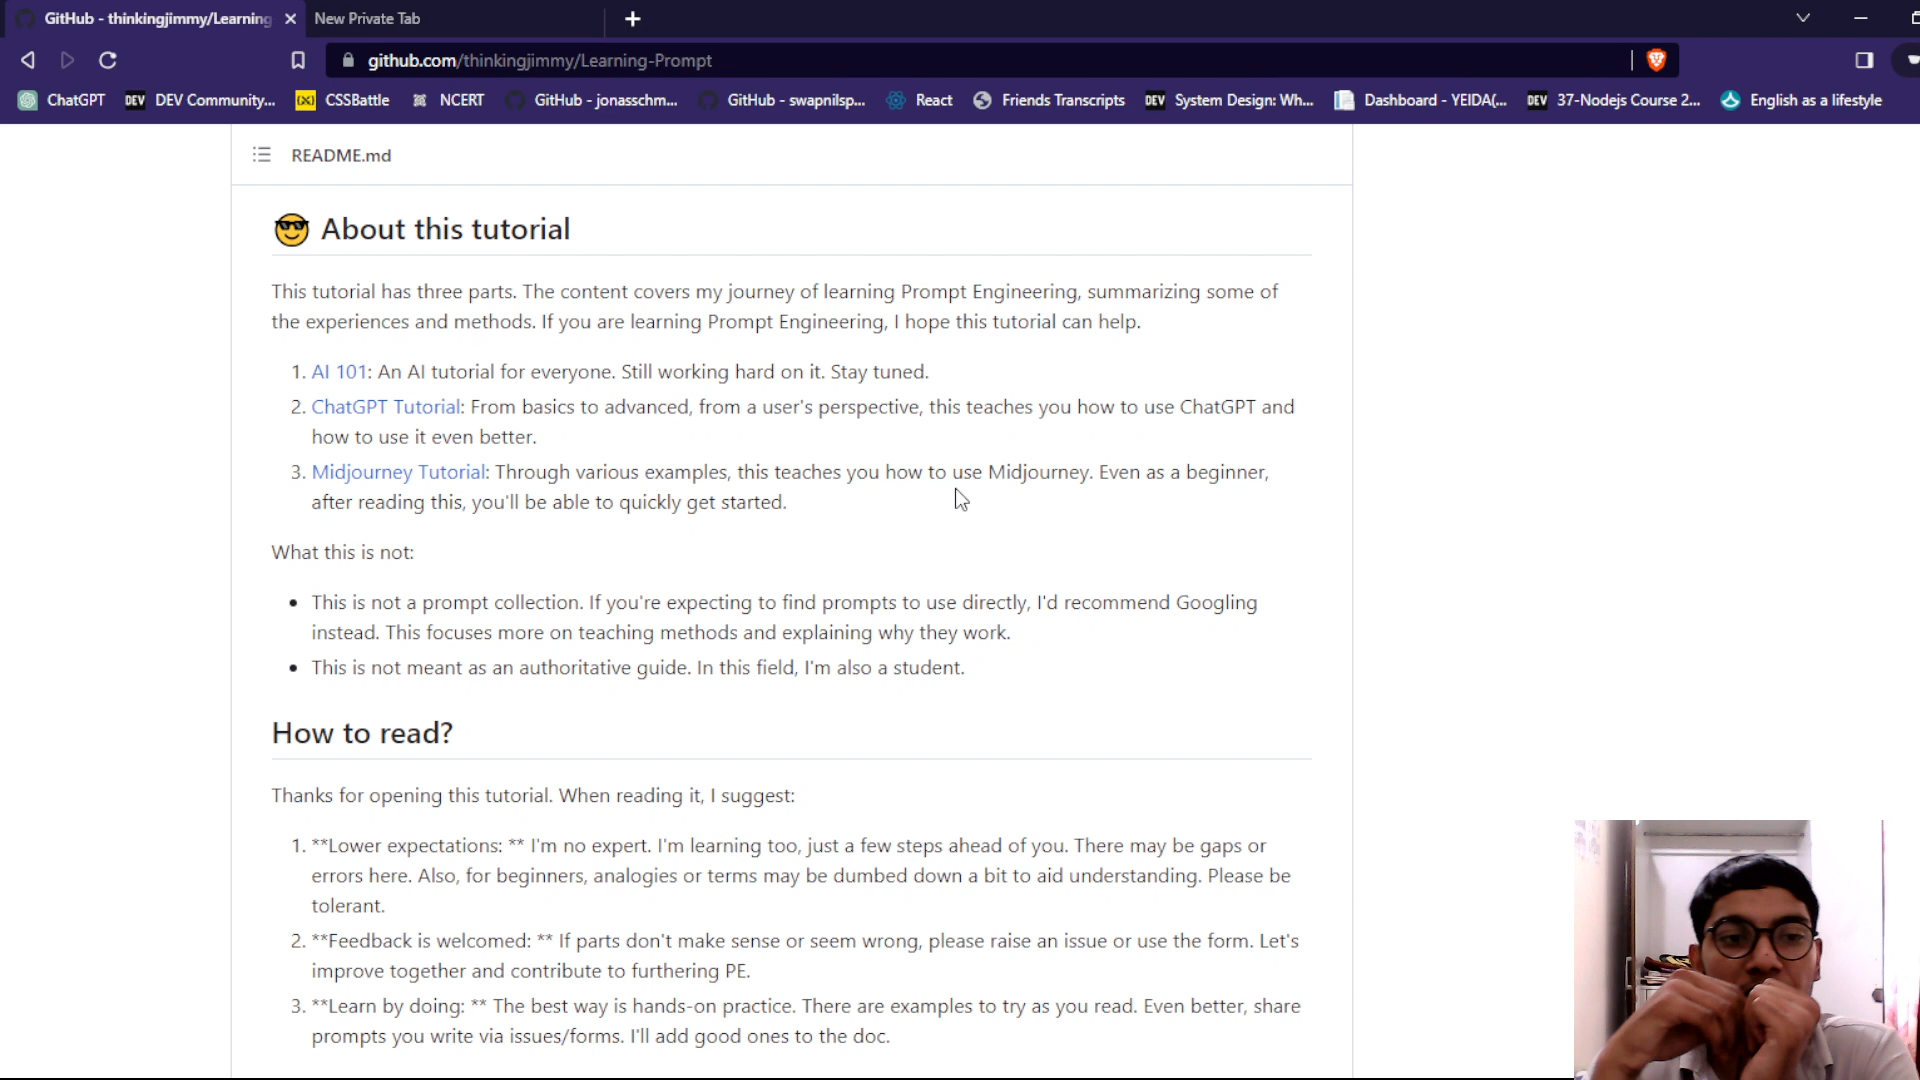 GitHub - thinkingjimmy/Learning
New Private Tab
github.com/thinkingjimmy/Learning-Prompt
ChatGPT
DEV
DEV Community...
CSSBattle
NCERT
GitHub - jonasschm...
GitHub - swapnilsp...
React
Friends Transcripts
DEV
System Design: Wh...
Dashboard - YEIDA(...
DEV
37-Nodejs Course 2...
English as a lifestyle
README.md
😎 About this tutorial
This tutorial has three parts. The content covers my journey of learning Prompt Engineering, summarizing some of
the experiences and methods. If you are learning Prompt Engineering, I hope this tutorial can help.
1. AI 101: An AI tutorial for everyone. Still working hard on it. Stay tuned.
2. ChatGPT Tutorial: From basics to advanced, from a user's perspective, this teaches you how to use ChatGPT and
how to use it even better.
3. Midjourney Tutorial: Through various examples, this teaches you how to use Midjourney. Even as a beginner,
after reading this, you'll be able to quickly get started.
What this is not:
• This is not a prompt collection. If you're expecting to find prompts to use directly, I'd recommend Googling
instead. This focuses more on teaching methods and explaining why they work.
• This is not meant as an authoritative guide. In this field, I'm also a student.
How to read?
Thanks for opening this tutorial. When reading it, I suggest:
1. **Lower expectations: ** I'm no expert. I'm learning too, just a few steps ahead of you. There may be gaps or
errors here. Also, for beginners, analogies or terms may be dumbed down a bit to aid understanding. Please be
tolerant.
2. **Feedback is welcomed: ** If parts don't make sense or seem wrong, please raise an issue or use the form. Let's
improve together and contribute to furthering PE.
3. **Learn by doing: ** The best way is hands-on practice. There are examples to try as you read. Even better, share
prompts you write via issues/forms. I'll add good ones to the doc.